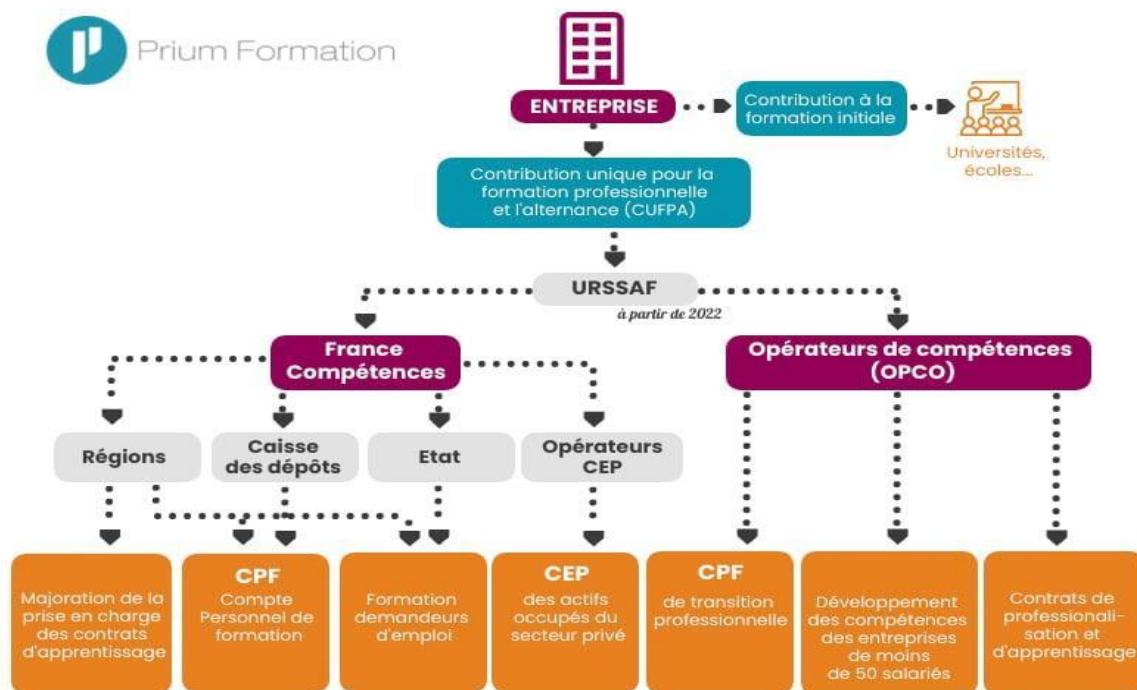 Prium Formation
ENTREPRISE
Contribution à la
formation initiale
Universités,
écoles...
Contribution unique pour la
formation professionnelle
et l'alternance (CUFPA)
URSSAF
à partir de 2022
France
Compétences
Opérateurs de compétences
(OPCO)
Régions
Caisse
des dépôts
Etat
Opérateurs
CEP
Majoration de la
prise en charge
des contrats
d'apprentissage
CPF
Compte
Personnel de
formation
Formation
demandeurs
d'emploi
CEP
des actifs
occupés du
secteur privé
CPF
de transition
professionnelle
Développement
des compétences
des entreprises
de moins
de 50 salariés
Contrats de
professionali-
sation et
d'apprentissage